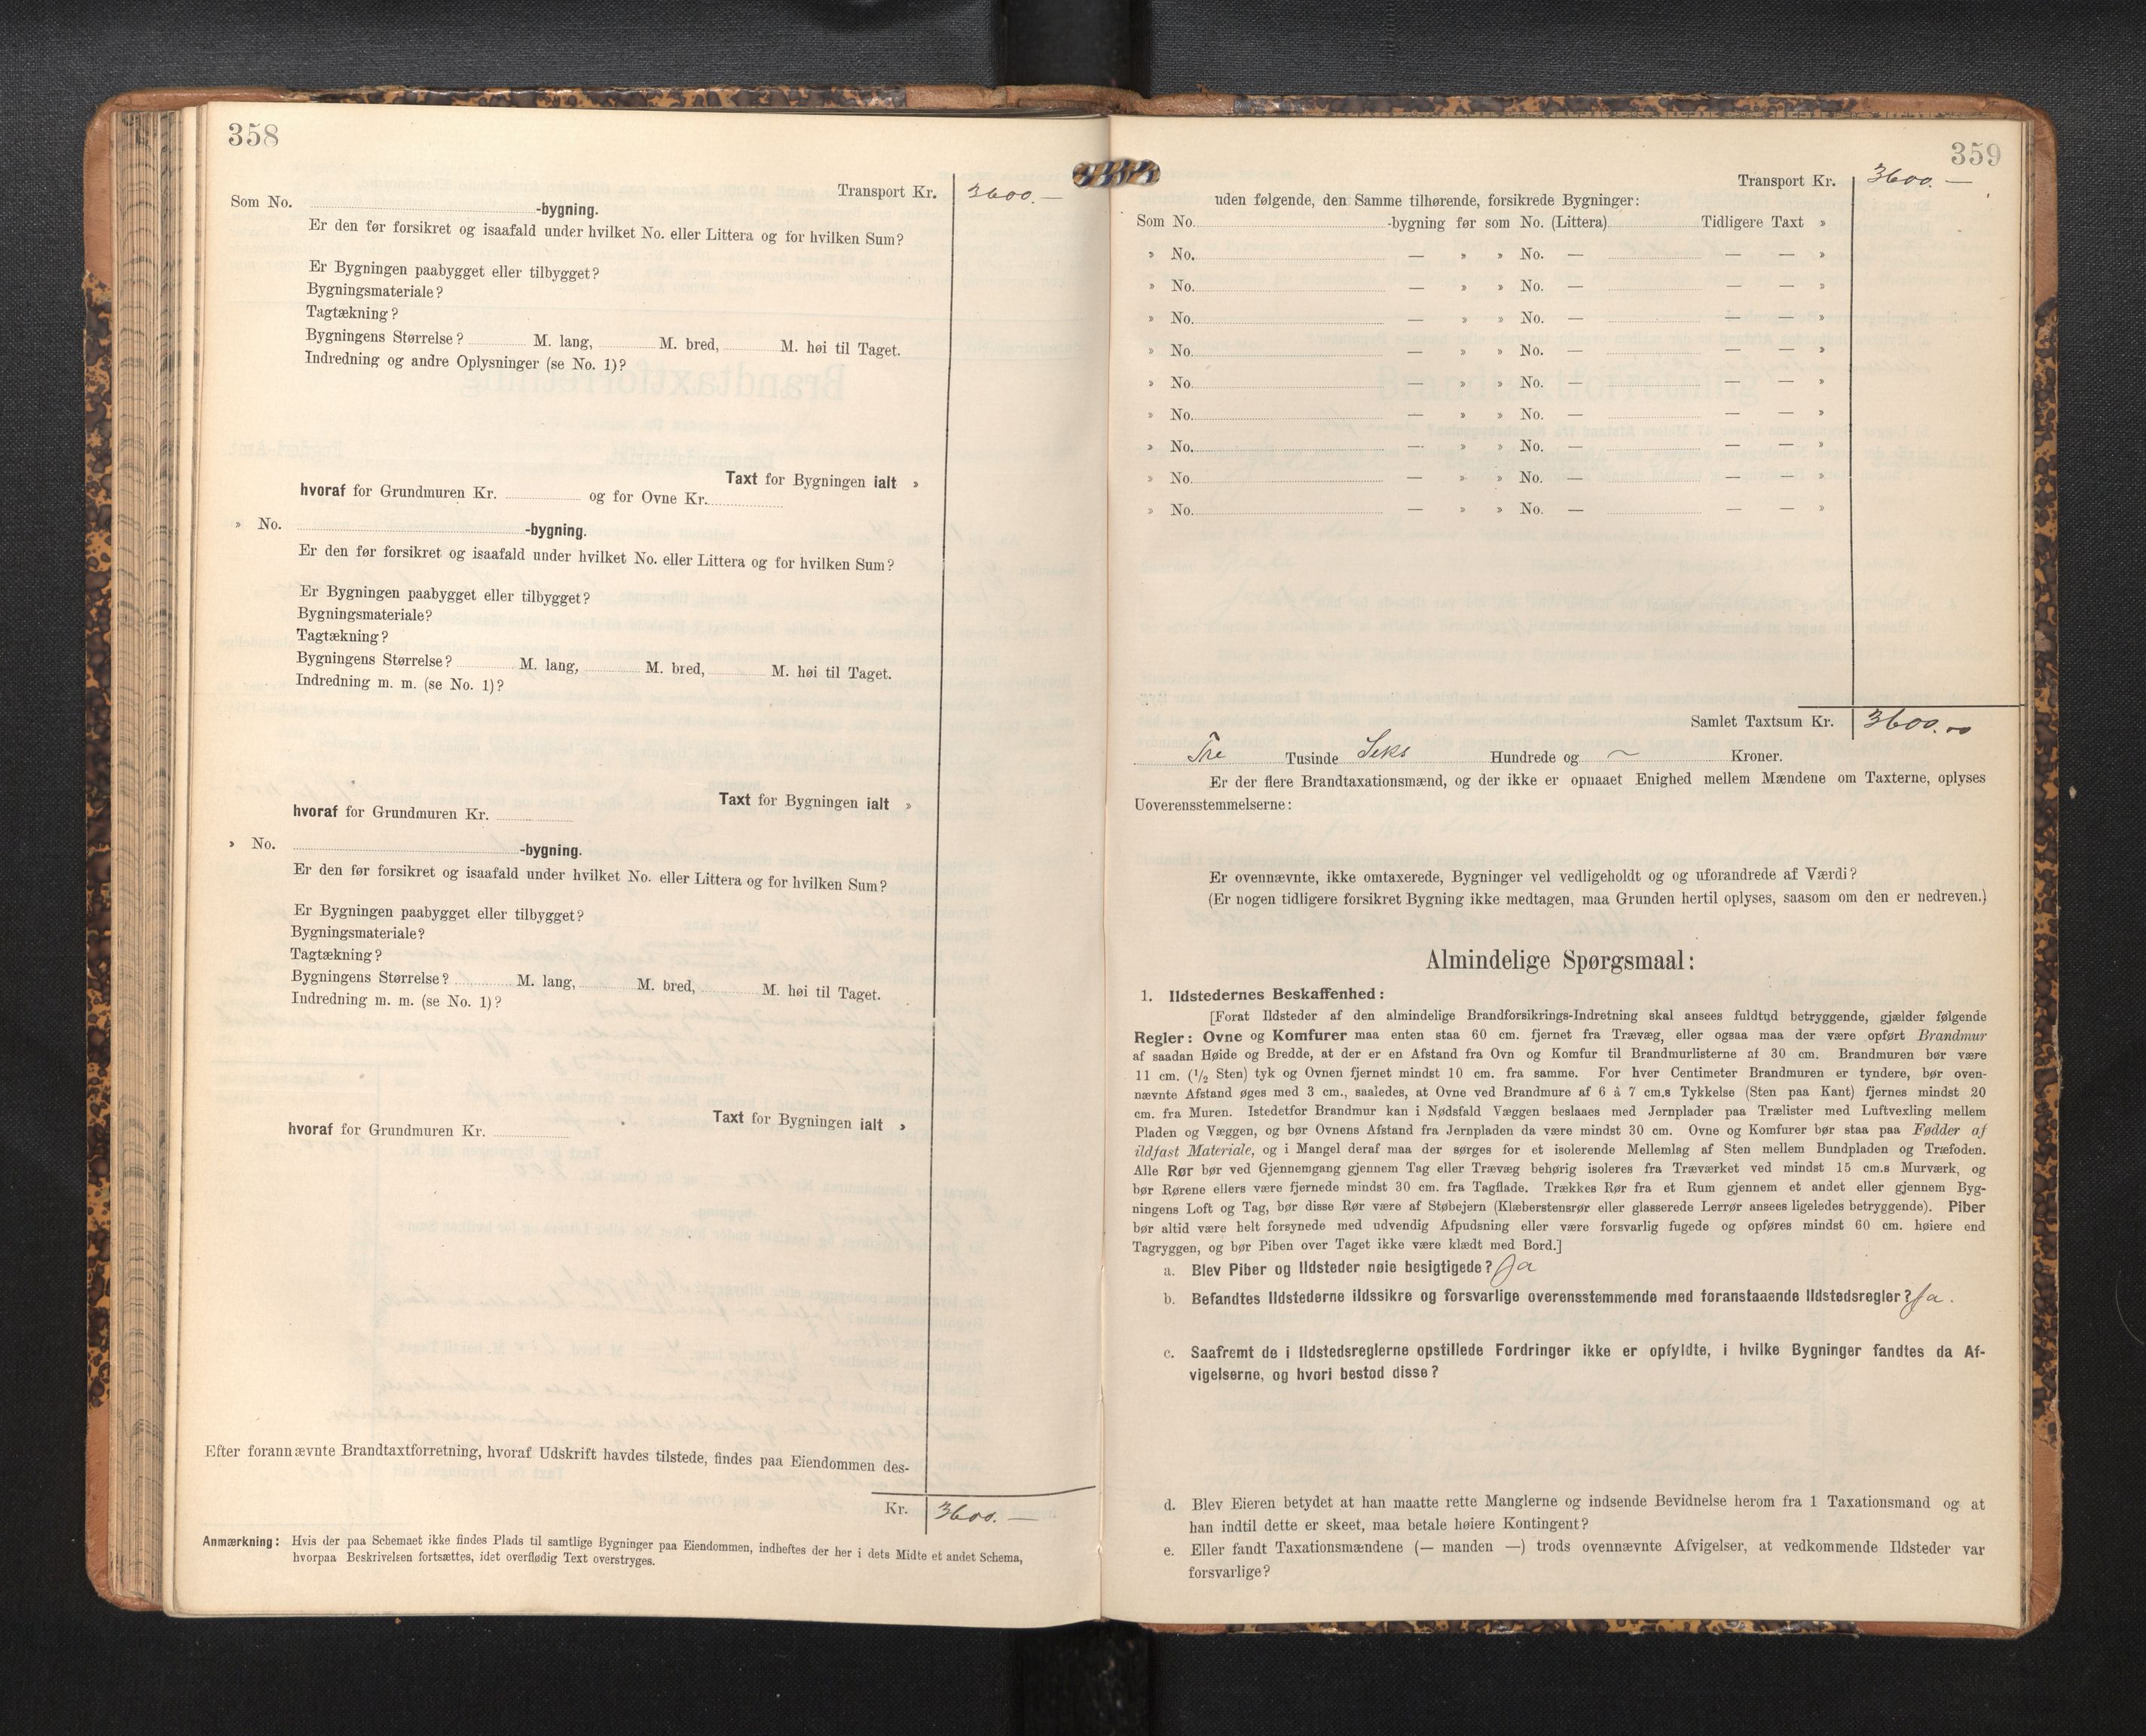 358
Transport Kr. 3600. —
Som No. -bygning.
Er den før forsikret og isaafald under hvilket No. eller Littera og for hvilken Sum?
Er Bygningen paabygget eller tilbygget?
Bygningsmateriale?
Tagtækning?
Bygningens Størrelse? M. lang, M. bred, M. høi til Taget.
Indredning og andre Oplysninger (se No. 1)?
Taxt for Bygningen ialt »
hvoraf for Grundmuren Kr. og for Ovne Kr.
» No. -bygning.
Er den før forsikret og isaafald under hvilket No. eller Littera og for hvilken Sum?
Er Bygningen paabygget eller tilbygget?
Bygningsmateriale?
Tagtækning?
Bygningens Størrelse? M. lang, M. bred, M. høi til Taget.
Indredning m. m. (se No. 1)?
Taxt for Bygningen ialt »
hvoraf for Grundmuren Kr.
» No. -bygning.
Er den før forsikret og isaafald under hvilket No. eller Littera og for hvilken Sum?
Er Bygningen paabygget eller tilbygget?
Bygningsmateriale?
Tagtækning?
Bygningens Størrelse? M. lang, M. bred, M. høi til Taget.
Indredning m. m. (se No. 1)?
Taxt for Bygningen ialt »
hvoraf for Grundmuren Kr.
Efter forannævnte Brandtaxtforretning, hvoraf Udskrift havdes tilstede, findes paa Eiendommen des-
Kr. 3600. —
Anmærkning: Hvis der paa Schemaet ikke findes Plads til samtlige Bygninger paa Eiendommen, indheftes der her i dets Midte et andet Schema,
hvorpaa Beskrivelsen fortsættes, idet overflødig Text overstryges.
359
Transport Kr. 3600. —
uden følgende, den Samme tilhørende, forsikrede Bygninger:
Som No. -bygning før som No. (Littera) Tidligere Taxt »
» No. — » » No. — — — »
» No. — » » No. — — — »
» No. — » » No. — — — »
» No. — » » No. — — — »
» No. — » » No. — — — »
» No. — » » No. — — — »
» No. — » » No. — — — »
» No. — » » No. — — — »
» No. — » » No. — — — »
Samlet Taxtsum Kr. 3600.00
Tre Tusinde Seks Hundrede og ~ Kroner.
Er der flere Brandtaxationsmænd, og der ikke er opnaaet Enighed mellem Mændene om Taxterne, oplyses
Uoverensstemmelserne:
Er ovennævnte, ikke omtaxerede, Bygninger vel vedligeholdt og og uforandrede af Værdi?
(Er nogen tidligere forsikret Bygning ikke medtagen, maa Grunden hertil oplyses, saasom om den er nedreven.)
Almindelige Spørgsmaal:
1. Ildstedernes Beskaffenhed:
[Forat Ildsteder af den almindelige Brandforsikrings-Indretning skal ansees fuldtud betryggende, gjælder følgende
Regler: Ovne og Komfurer maa enten staa 60 cm. fjernet fra Trævæg, eller ogsaa maa der være opført Brandmur
af saadan Høide og Bredde, at der er en Afstand fra Ovn og Komfur til Brandmurlisterne af 30 cm. Brandmuren bør være
11 cm. (1/2 Sten) tyk og Ovnen fjernet mindst 10 cm. fra samme. For hver Centimeter Brandmuren er tyndere, bør oven-
nævnte Afstand øges med 3 cm., saaledes, at Ovne ved Brandmure af 6 à 7 cm.s Tykkelse (Sten paa Kant) fjernes mindst 20
cm. fra Muren. Istedetfor Brandmur kan i Nødsfald Væggen beslaaes med Jernplader paa Trælister med Luftvexling mellem
Pladen og Væggen, og bør Ovnens Afstand fra Jernpladen da være mindst 30 cm. Ovne og Komfurer bør staa paa Fødder af
ildfast Materiale, og i Mangel deraf maa der sørges for et isolerende Mellemlag af Sten mellem Bundpladen og Træfoden.
Alle Rør bør ved Gjennemgang gjennem Tag eller Trævæg behørig isoleres fra Træværket ved mindst 15 cm.s Murværk, og
bør Rørene ellers være fjernede mindst 30 cm. fra Tagflade. Trækkes Rør fra et Rum gjennem et andet eller gjennem Byg-
ningens Loft og Tag, bør disse Rør være af Støbejern (Klæberstensrør eller glasserede Lerrør ansees ligeledes betryggende). Piber
bør altid være helt forsynede med udvendig Afpudsning eller være forsvarlig fugede og opføres mindst 60 cm. høiere end
Tagryggen, og bør Piben over Taget ikke være klædt med Bord.]
a. Blev Piber og Ildsteder nøie besigtigede? Ja
b. Befandtes Ildstederne ildssikre og forsvarlige overensstemmende med foranstaaende Ildstedsregler? Ja.
c. Saafremt de i Ildstedsreglerne opstillede Fordringer ikke er opfyldte, i hvilke Bygninger fandtes da Af-
vigelserne, og hvori bestod disse?
d. Blev Eieren betydet at han maatte rette Manglerne og indsende Bevidnelse herom fra 1 Taxationsmand og at
han indtil dette er skeet, maa betale høiere Kontingent?
e. Eller fandt Taxationsmændene (— manden —) trods ovennævnte Afvigelser, at vedkommende Ildsteder var
forsvarlige?